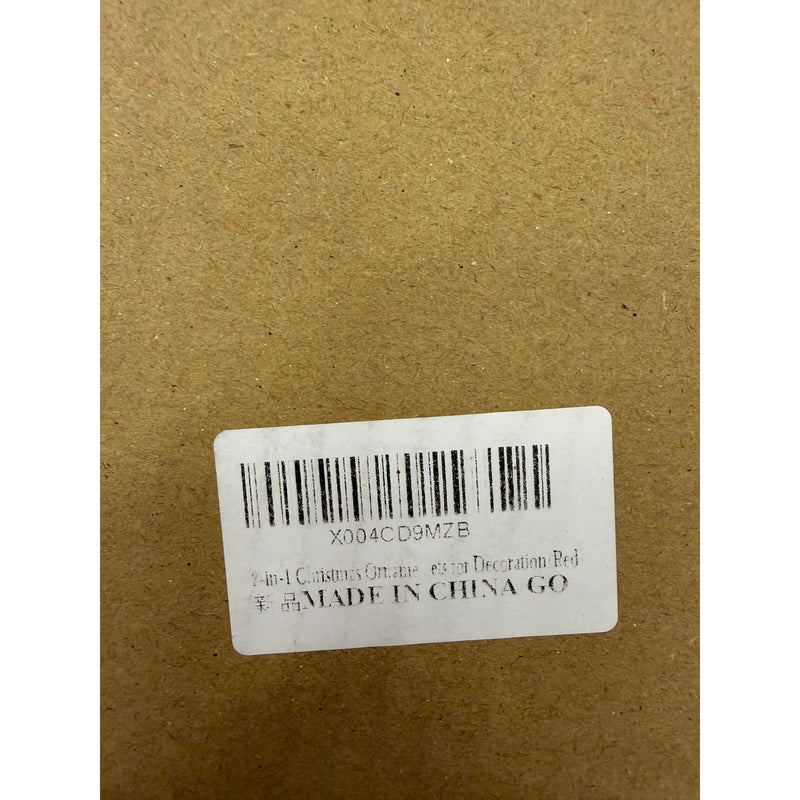 X004CD9MZB
2-in-1 Christmas for Decoration Red
新品MADE IN CHINA GO